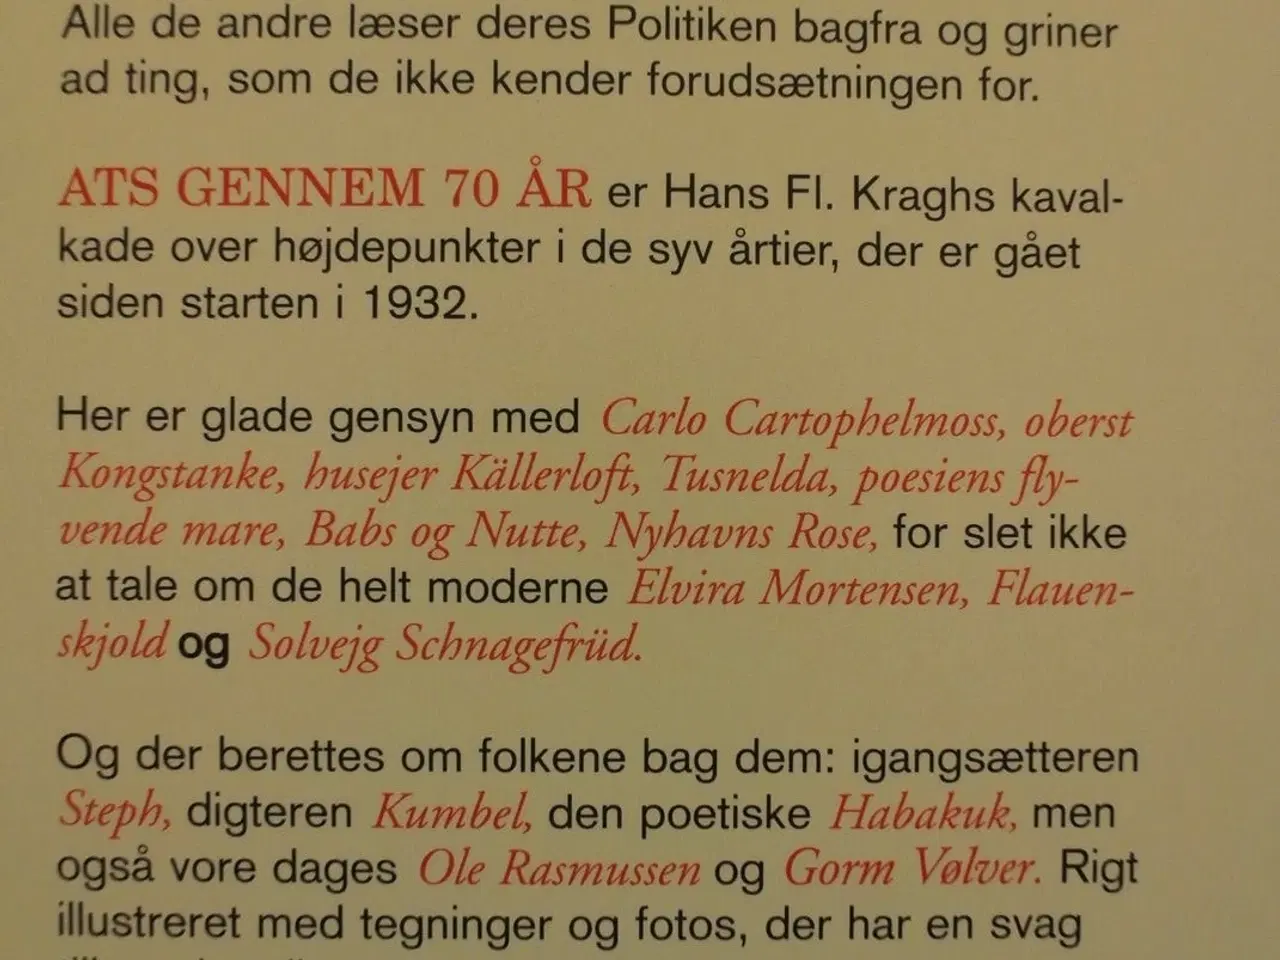 Alle de andre læser deres Politiken bagfra og griner
ad ting, som de ikke kender forudsætningen for.
ATS GENNEM 70 ÅR er Hans Fl. Kraghs kaval-
kade over højdepunkter i de syv årtier, der er gået
siden starten i 1932.
Her er glade gensyn med Carlo Cartophelmoss, oberst
Kongstanke, husejer Källerloft, Tusnelda, poesiens fly-
vende mare, Babs og Nutte, Nyhavns Rose, for slet ikke
at tale om de helt moderne Elvira Mortensen, Flauen-
skjold og Solvejg Schnagefrüd.
Og der berettes om folkene bag dem: igangsætteren
Steph, digteren Kumbel, den poetiske Habakuk, men
også vore dages Ole Rasmussen og Gorm Vølver. Rigt
illustreret med tegninger og fotos, der har en svag